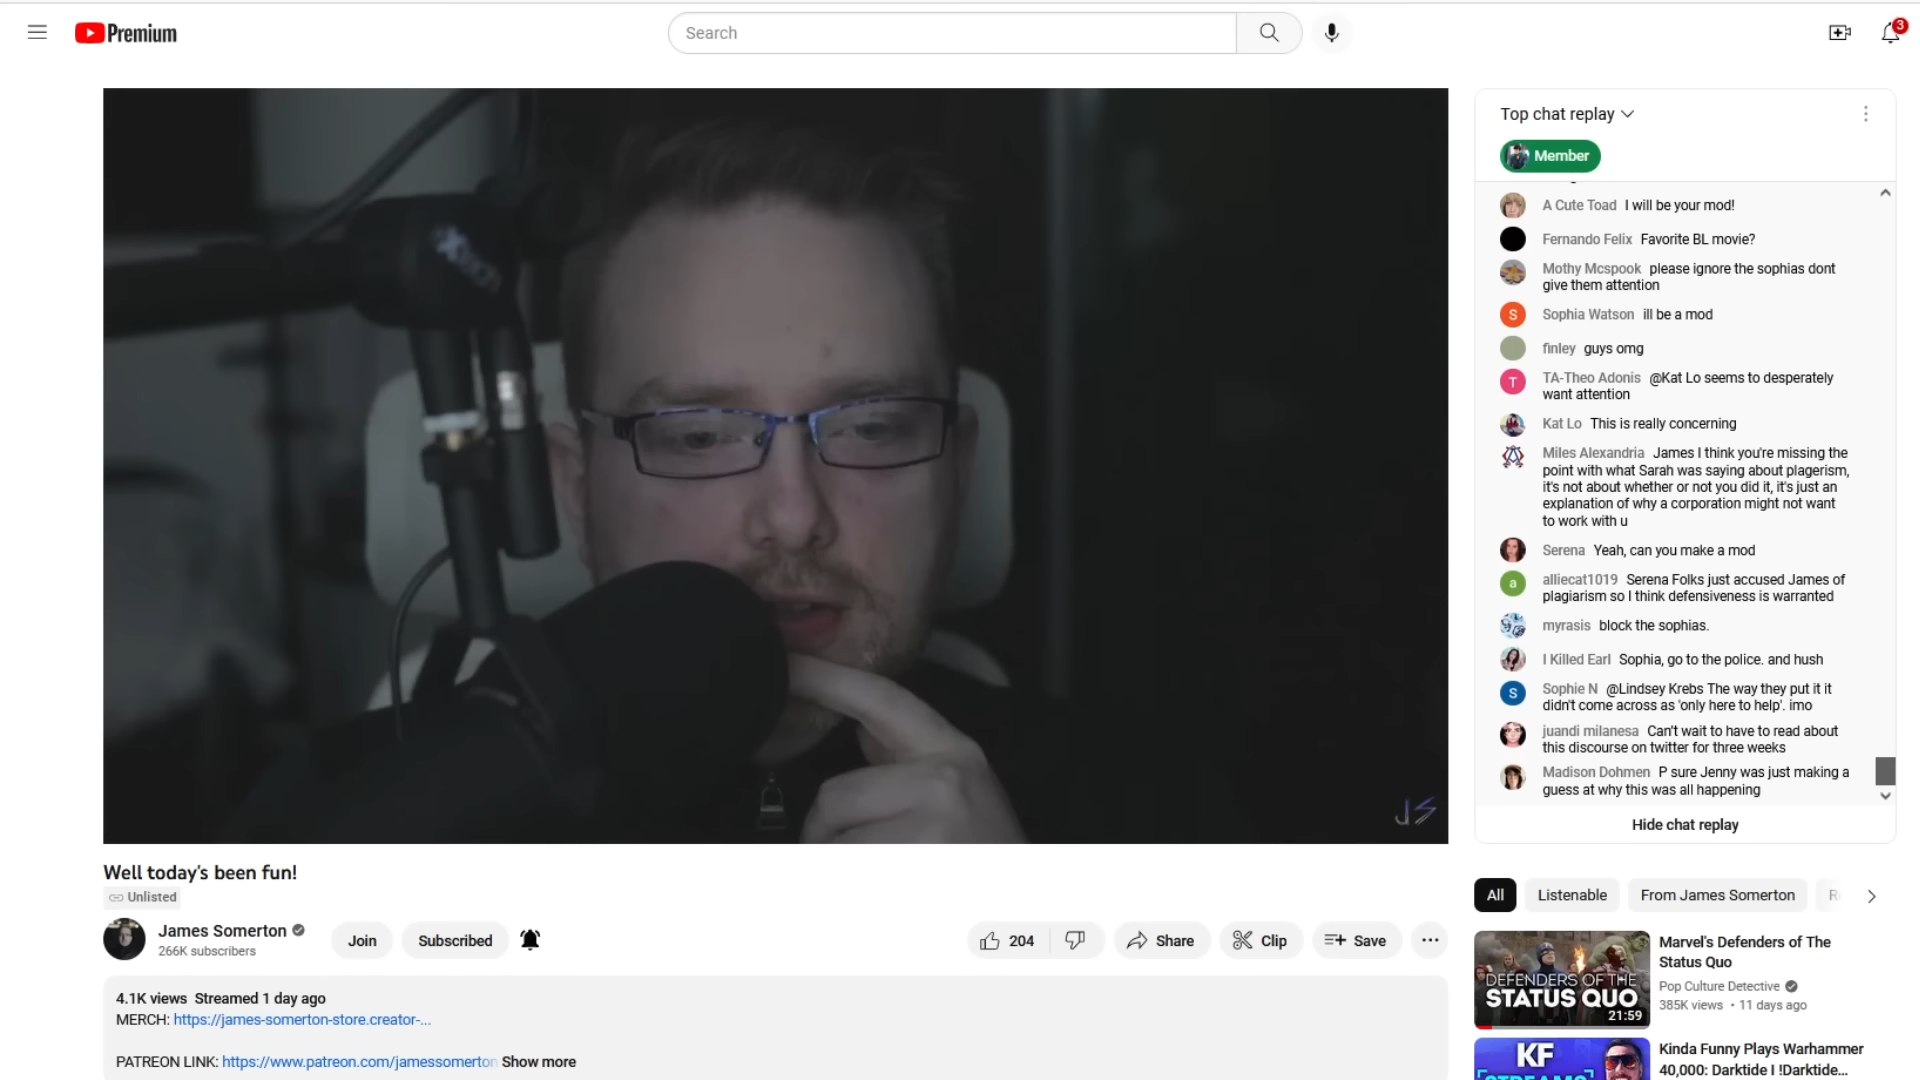 Premium
Search
3
JS
Top chat replay
Member
A Cute Toad I will be your mod!
Fernando Felix Favorite BL movie?
Mothy Mcspook please ignore the sophias dont
give them attention
S
Sophia Watson ill be a mod
finley guys omg
T
TA-Theo Adonis @Kat Lo seems to desperately
want attention
Kat Lo This is really concerning
Miles Alexandria James I think you're missing the
point with what Sarah was saying about plagerism,
it's not about whether or not you did it, it's just an
explanation of why a corporation might not want
to work with u
Serena Yeah, can you make a mod
a
alliecat1019 Serena Folks just accused James of
plagiarism so I think defensiveness is warranted
myrasis block the sophias.
I Killed Earl Sophia, go to the police. and hush
S
Sophie N @Lindsey Krebs The way they put it it
didn't come across as 'only here to help'. imo
juandi milanesa Can't wait to have to read about
this discourse on twitter for three weeks
Madison Dohmen P sure Jenny was just making a
guess at why this was all happening
Hide chat replay
Well today's been fun!
Unlisted
James Somerton
266K subscribers
Join
Subscribed
204
Share
Clip
Save
4.1K views Streamed 1 day ago
MERCH: https://james-somerton-store.creator-...
PATREON LINK: https://www.patreon.com/jamessomerton Show more
All
Listenable
From James Somerton
R
DEFENDERS OF THE
STATUS QUO
21:59
Marvel's Defenders of The
Status Quo
Pop Culture Detective
385K views • 11 days ago
KF
STREAMS
Kinda Funny Plays Warhammer
40,000: Darktide I !Darktide...